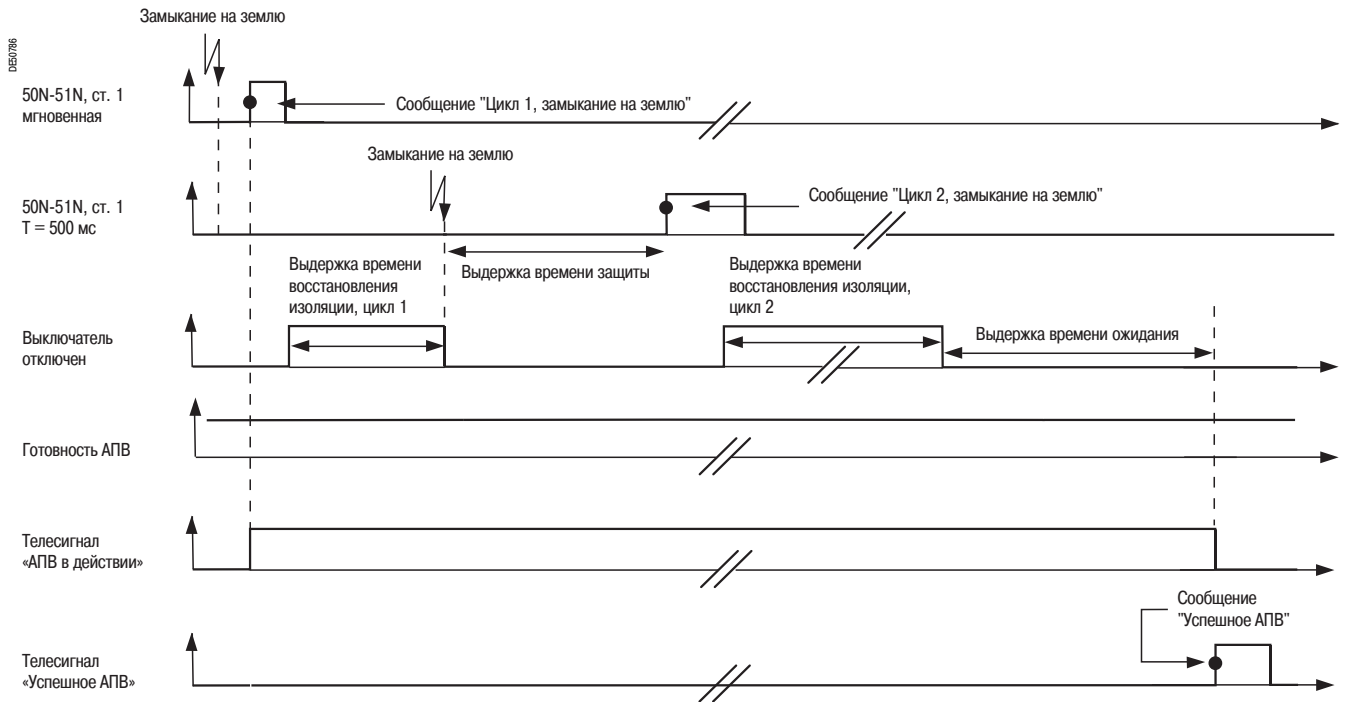 Замыкание на землю
DE50786
50N-51N, ст. 1
мгновенная
Сообщение "Цикл 1, замыкание на землю"
Замыкание на землю
50N-51N, ст. 1
T = 500 мс
Сообщение "Цикл 2, замыкание на землю"
Выдержка времени
восстановления
изоляции, цикл 1
Выдержка времени защиты
Выдержка времени
восстановления изоляции,
цикл 2
Выключатель
отключен
Выдержка времени ожидания
Готовность АПВ
Телесигнал
«АПВ в действии»
Сообщение
"Успешное АПВ"
Телесигнал
«Успешное АПВ»